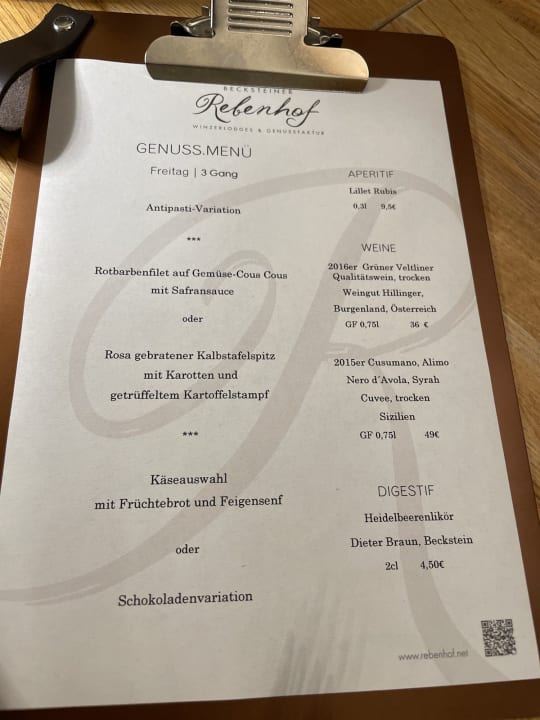 BECKSTEINER
Rebenhof
WINZERLODGES & GENUSSFAKTUR
GENUSS.MENÜ
Freitag | 3 Gang
Antipasti-Variation
***
Rotbarbenfilet auf Gemüse-Cous Cous
mit Safransauce
oder
Rosa gebratener Kalbstafelspitz
mit Karotten und
getrüffeltem Kartoffelstampf
***
Käseauswahl
mit Früchtebrot und Feigensenf
oder
Schokoladenvariation
APERITIF
Lillet Rubis
0,3l 9,5€
WEINE
2016er Grüner Veltliner
Qualitätswein, trocken
Weingut Hillinger,
Burgenland, Österreich
GF 0,75l 36 €
2015er Cusumano, Alimo
Nero d´Avola, Syrah
Cuvee, trocken
Sizilien
GF 0,75l 49€
DIGESTIF
Heidelbeerenlikör
Dieter Braun, Beckstein
2cl 4,50€
www.rebenhof.net